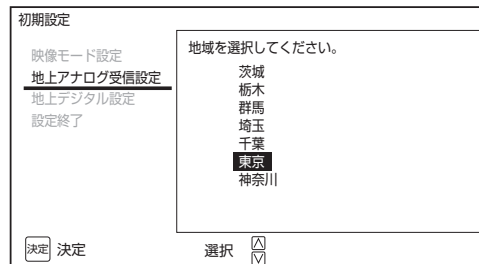 初期設定
映像モード設定
地上アナログ受信設定
地上デジタル設定
設定終了
地域を選択してください。
茨城
栃木
群馬
埼玉
千葉
東京
神奈川
決定 決定
選択